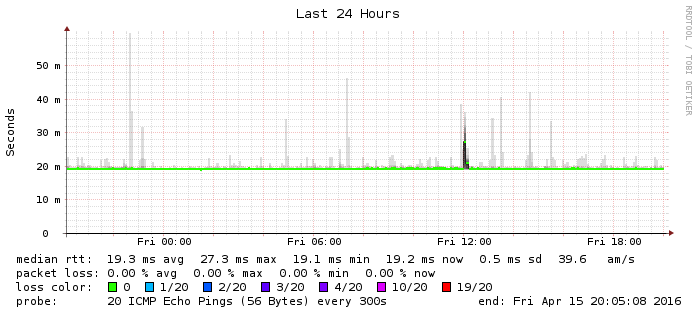 Last 24 Hours
RRDTOOL / TOBI OETIKER
Seconds
50 m
40 m
30 m
20 m
10 m
0
Fri 00:00 Fri 06:00 Fri 12:00 Fri 18:00
median rtt: 19.3 ms avg 27.3 ms max 19.1 ms min 19.2 ms now 0.5 ms sd 39.6 am/s
packet loss: 0.00 % avg 0.00 % max 0.00 % min 0.00 % now
loss color: 0 1/20 2/20 3/20 4/20 10/20 19/20
probe: 20 ICMP Echo Pings (56 Bytes) every 300s end: Fri Apr 15 20:05:08 2016